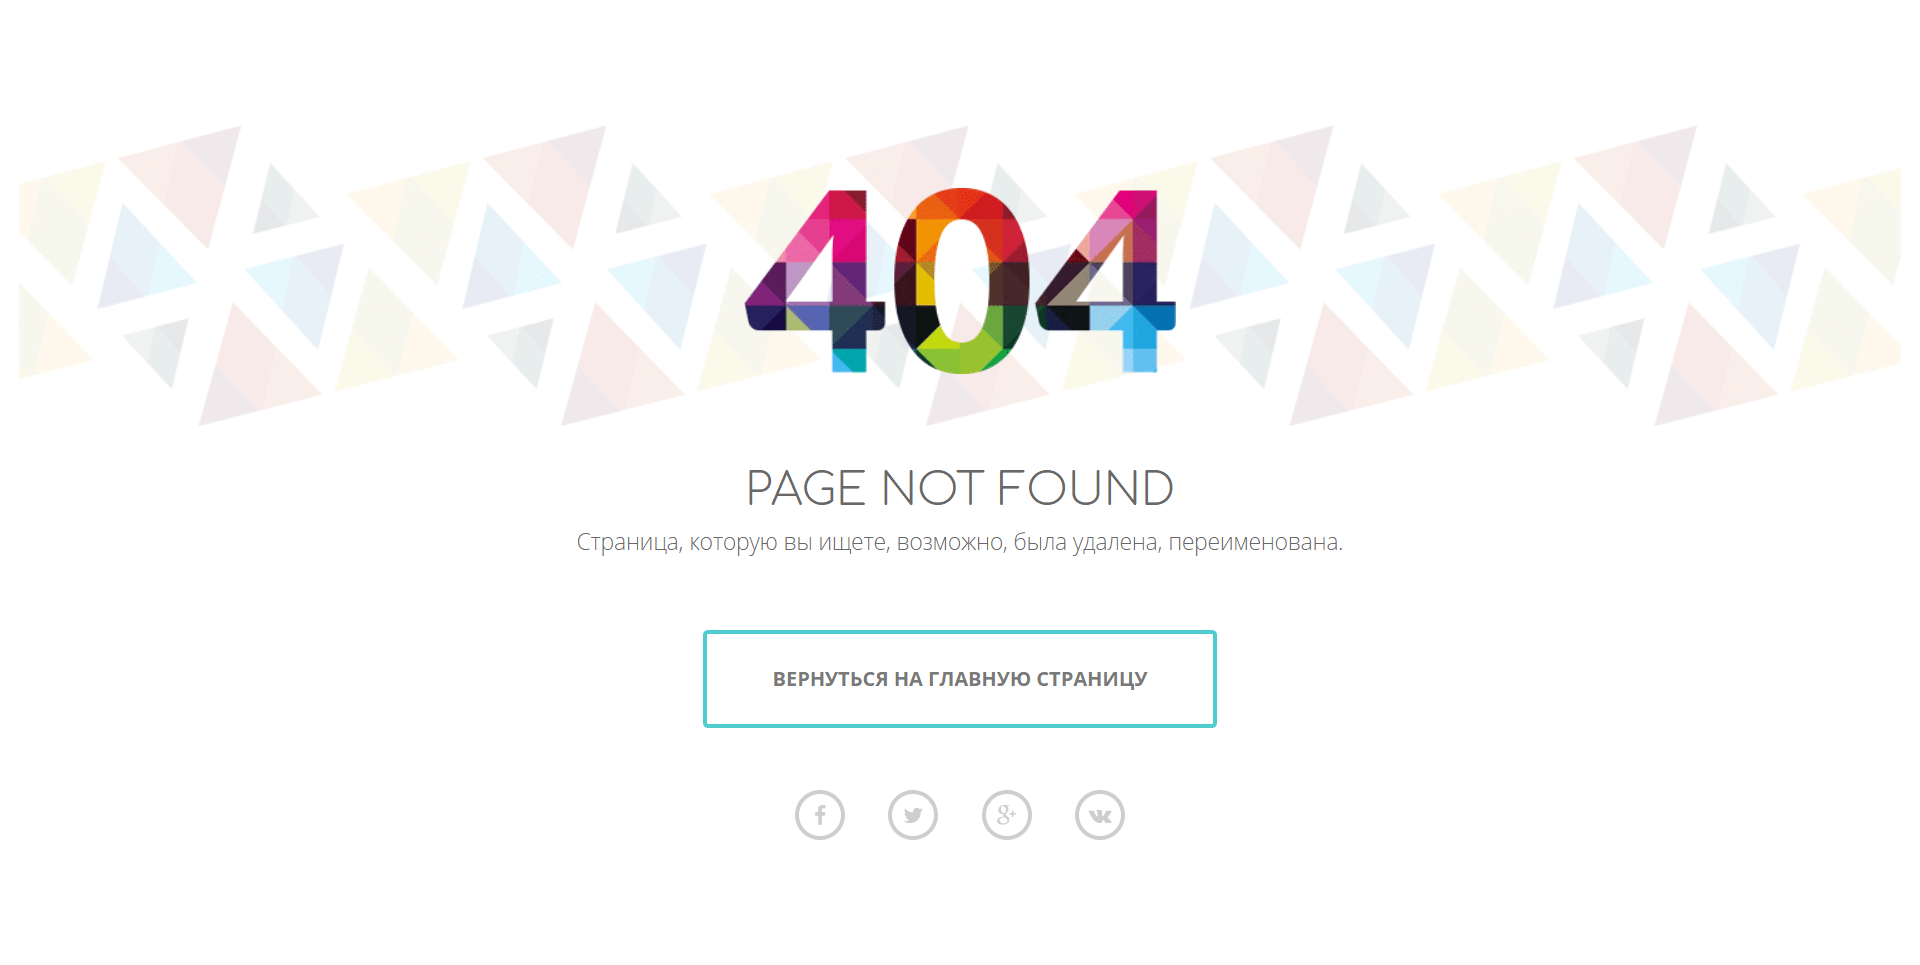 404
PAGE NOT FOUND
Страница, которую вы ищете, возможно, была удалена, переименована.
ВЕРНУТЬСЯ НА ГЛАВНУЮ СТРАНИЦУ